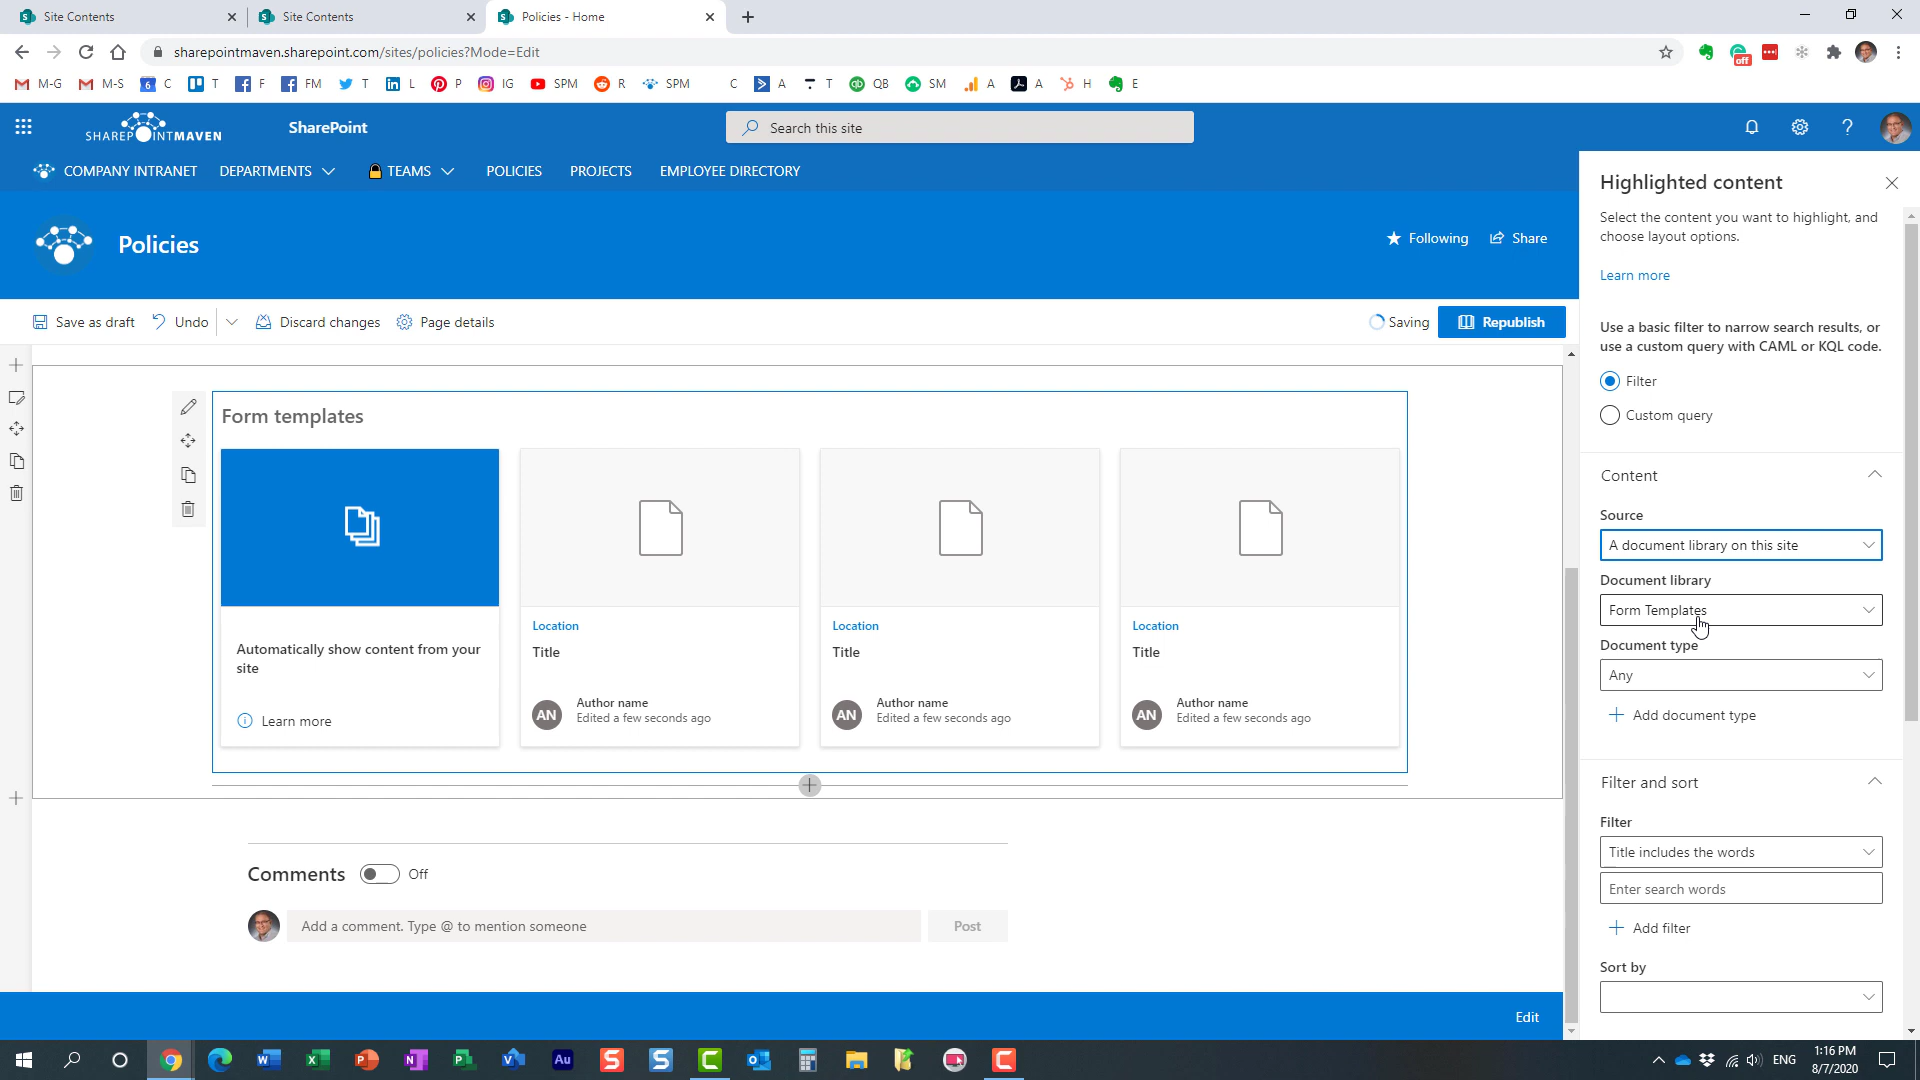 Site Contents
Site Contents
Policies - Home
sharepointmaven.sharepoint.com/sites/policies?Mode=Edit
off
M-G M-S 6 C T F FM T L P IG SPM R SPM C A T QB SM A A H E
SHAREPOINTMAVEN
SharePoint
Search this site
COMPANY INTRANET DEPARTMENTS TEAMS POLICIES PROJECTS EMPLOYEE DIRECTORY
Policies
Following Share
Save as draft Undo Discard changes Page details
Saving Republish
Form templates
Automatically show content from your
site
Learn more
Location
Title
AN Author name
Edited a few seconds ago
Location
Title
AN Author name
Edited a few seconds ago
Location
Title
AN Author name
Edited a few seconds ago
Comments Off
Add a comment. Type @ to mention someone
Post
Edit
Highlighted content
Select the content you want to highlight, and
choose layout options.
Learn more
Use a basic filter to narrow search results, or
use a custom query with CAML or KQL code.
Filter
Custom query
Content
Source
A document library on this site
Document library
Form Templates
Document type
Any
Add document type
Filter and sort
Filter
Title includes the words
Enter search words
Add filter
Sort by
Au
ENG
1:16 PM
8/7/2020